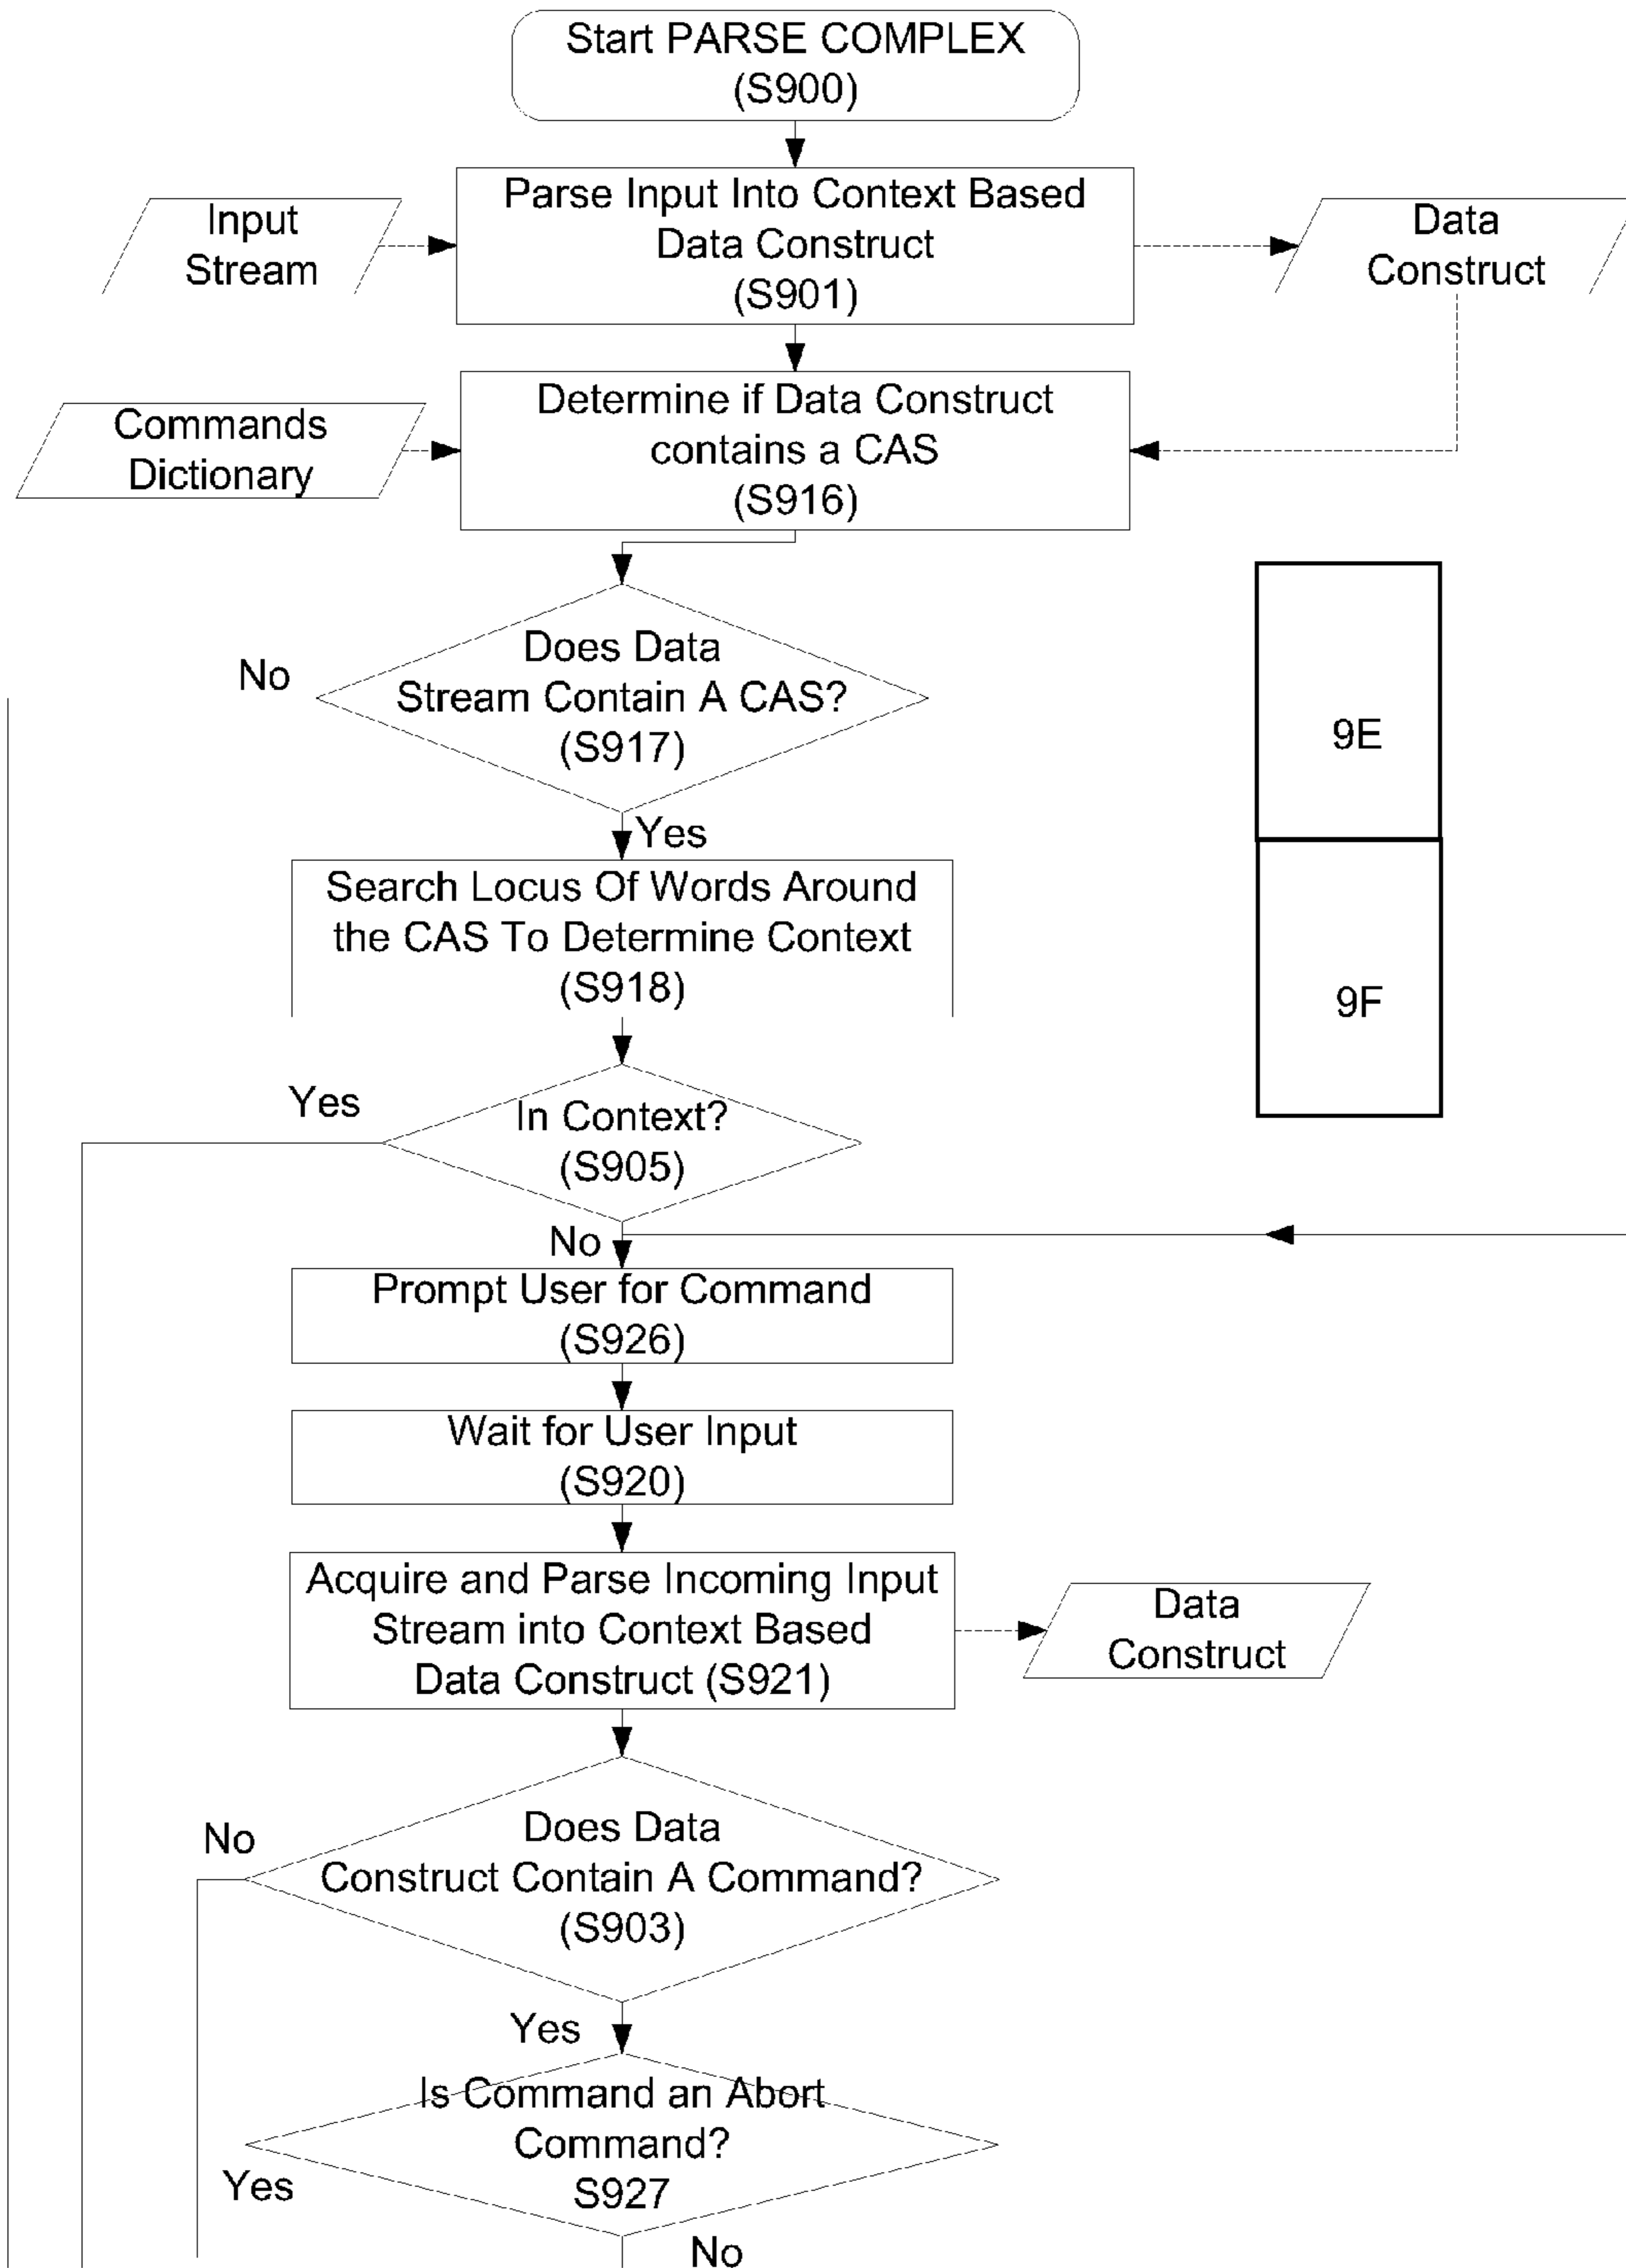 Start PARSE COMPLEX
(S900)
Input
Stream
Parse Input Into Context Based
Data Construct
(S901)
Data
Construct
Commands
Dictionary
Determine if Data Construct
contains a CAS
(S916)
No
Does Data
Stream Contain A CAS?
(S917)
Yes
9E
Search Locus Of Words Around
the CAS To Determine Context
(S918)
9F
Yes
In Context?
(S905)
No
Prompt User for Command
(S926)
Wait for User Input
(S920)
Acquire and Parse Incoming Input
Stream into Context Based
Data Construct (S921)
Data
Construct
No
Does Data
Construct Contain A Command?
(S903)
Yes
Is Command an Abort
Command?
S927
Yes
No